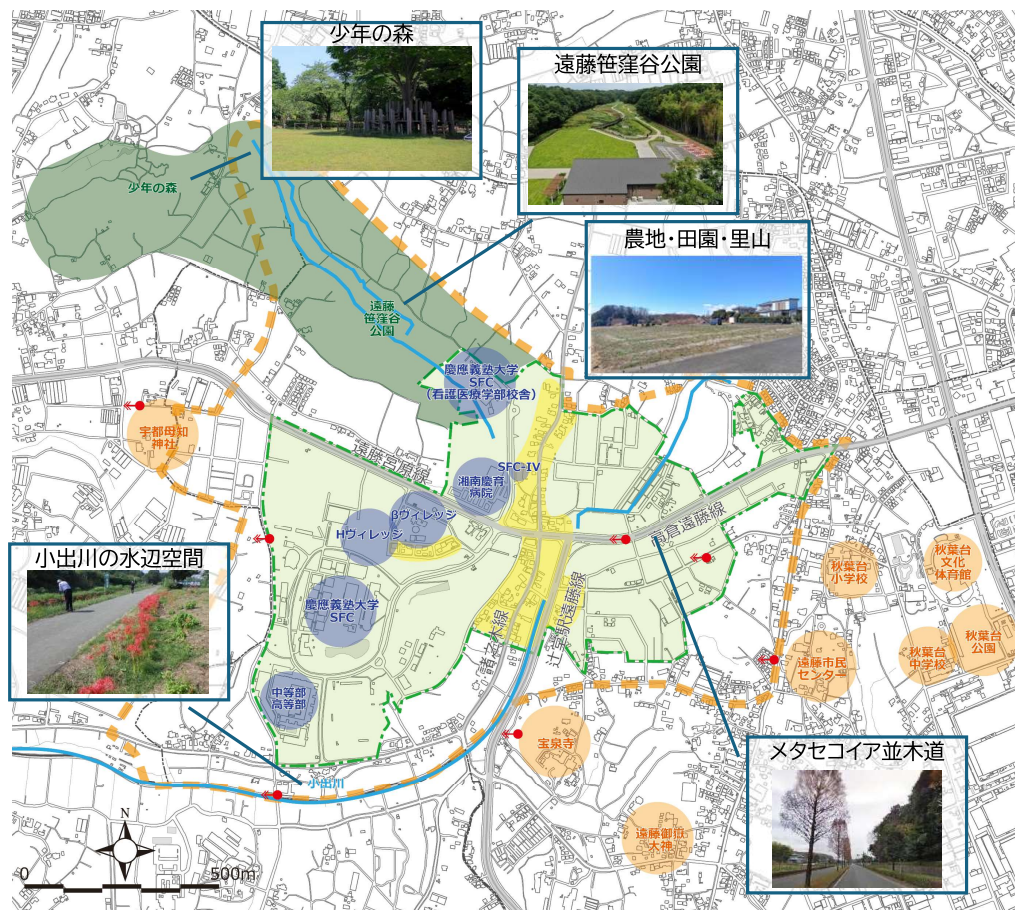 少年の森
遠藤笹窪谷公園
農地・田園・里山
少年の森
遠藤
笹窪谷
公園
慶應義塾大学
SFC
（看護医療学部校舎）
宇都母知
神社
遠藤宮原線
SFC-IV
湘南慶育
病院
βヴィレッジ
Hヴィレッジ
高倉遠藤線
小出川の水辺空間
慶應義塾大学
SFC
秋葉台
小学校
秋葉台
文化
体育館
諸之木線
辻堂駅遠藤線
秋葉台
中学校
秋葉台
公園
遠藤市民
センター
中等部
高等部
宝泉寺
メタセコイア並木道
小出川
遠藤御嶽
大神
N
0
500m